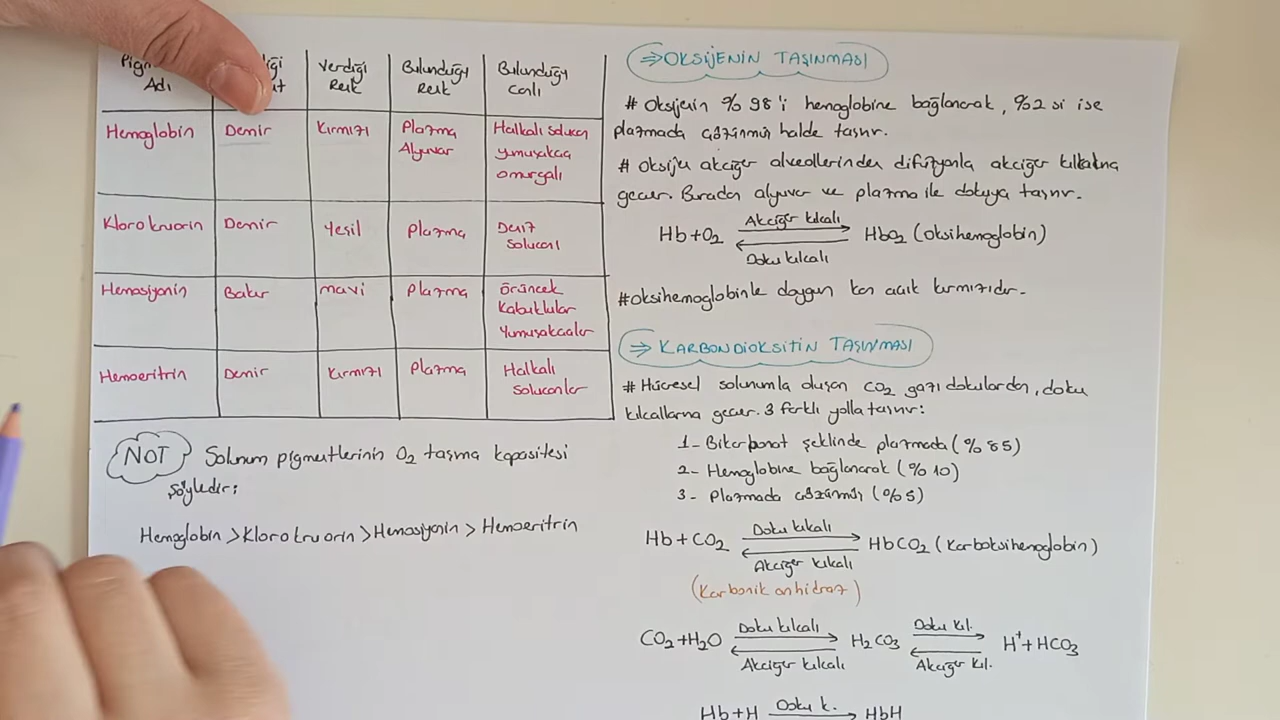 Adı
Verdiği
Renk
Bulunduğu
Renk
Bulunduğu
Canlı
Hemoglobin
Demir
Kırmızı
Plazma
Alyuvar
Halkalı solucan
yumuşakça
omurgalı
Klorokruorin
Demir
Yeşil
Plazma
Deniz
Solucanı
Hemosiyanin
Bakır
mavi
Plazma
örümcek
Kabuklular
Yumuşakçalar
Hemoeritrin
Demir
Kırmızı
Plazma
Halkalı
Solucanlar
NOT
Solunum pigmentlerinin O2 taşıma kapasitesi
şöyledir:
Hemoglobin > Klorokruorin > Hemosiyanin > Hemoeritrin
⇒ OKSİJENİN TAŞINMASI
# Oksijenin %98'i hemoglobine bağlanarak, %2 si ise
plazmada çözünmüş halde taşınır.
# Oksijen akciğer alveollerinden difüzyonla akciğer kılcalına
geçer. Buradan alyuvar ve plazma ile dokuya taşınır.
Hb + O2
Akciğer kılcalı
Doku kılcalı
HbO2 (oksihemoglobin)
#oksihemoglobinle doygun kan açık kırmızıdır.
⇒ KARBONDİOKSİTİN TAŞINMASI
# Hücresel solunumla oluşan CO2 gazı dokulardan, doku
kılcallarına geçer. 3 farklı yolla taşınır:
1- Bikarbonat şeklinde plazmada (%85)
2- Hemoglobine bağlanarak (%10)
3- Plazmada çözünmüş (%5)
Hb + CO2
Doku kılcalı
Akciğer kılcalı
HbCO2 (Karboksihemoglobin)
(Karbonik anhidraz)
CO2 + H2O
Doku kılcalı
Akciğer kılcalı
H2CO3
Doku kıl.
Akciğer kıl.
H+ + HCO3
Hb + H
Doku k.
HbH